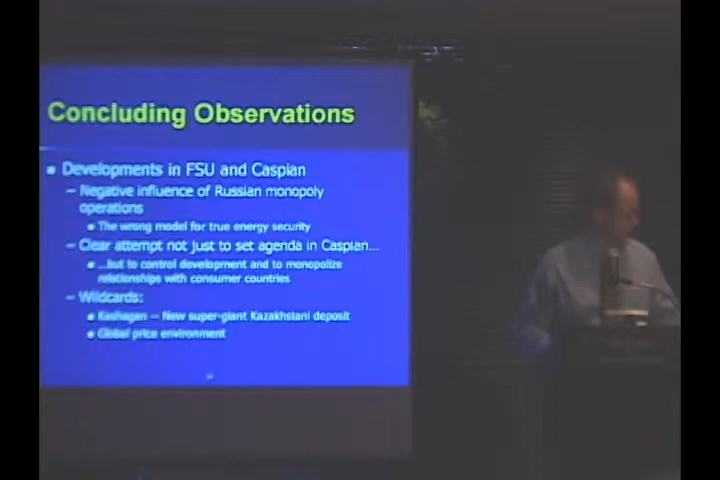 Concluding Observations
Developments in FSU and Caspian
– Negative influence of Russian monopoly
operations
The wrong model for true energy security
– Clear attempt not just to set agenda in Caspian...
...but to control development and to monopolize
relationships with consumer countries
– Wildcards:
Kashagan – New super-giant Kazakhstani deposit
Global price environment